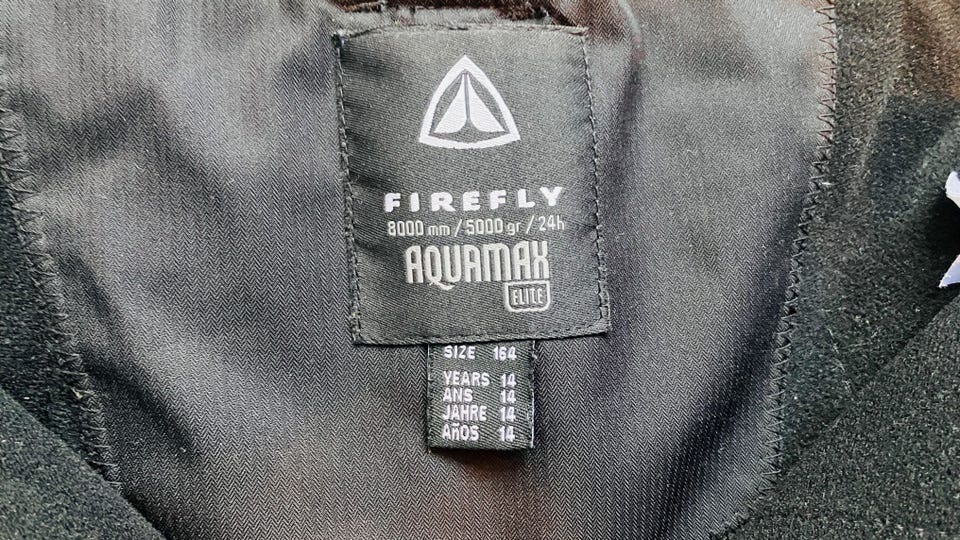 FIREFLY
8000 mm / 5000 gr / 24h
AQUAMAX
ELITE
SIZE 164
YEARS 14
ANS 14
JAHRE 14
AÑOS 14